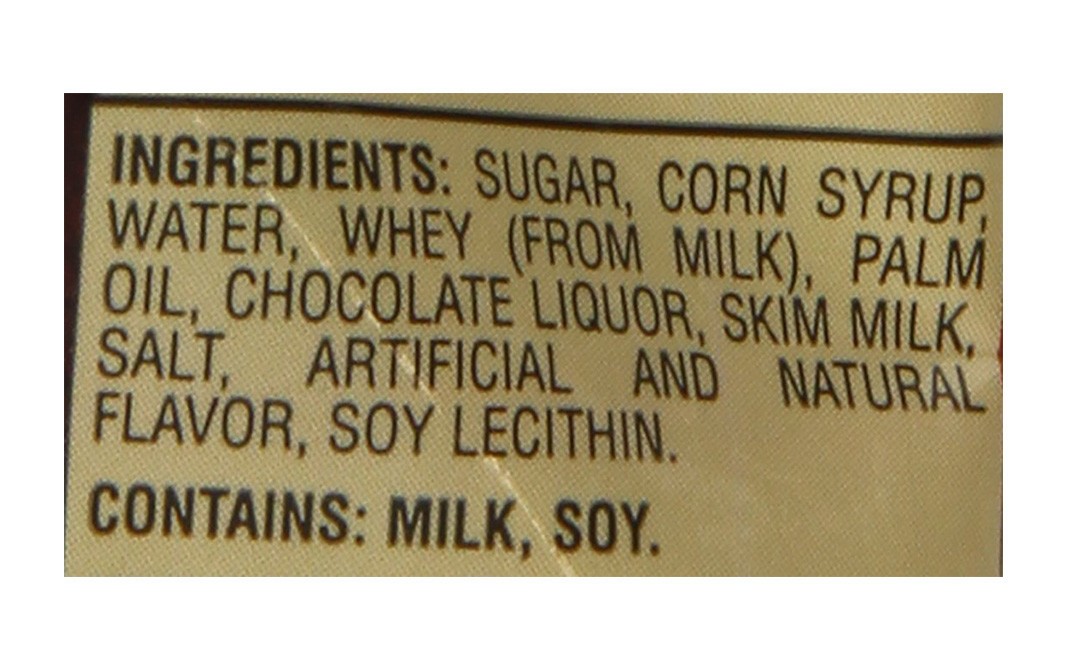 INGREDIENTS: SUGAR, CORN SYRUP,
WATER, WHEY (FROM MILK), PALM
OIL, CHOCOLATE LIQUOR, SKIM MILK,
SALT, ARTIFICIAL AND NATURAL
FLAVOR, SOY LECITHIN.
CONTAINS: MILK, SOY.